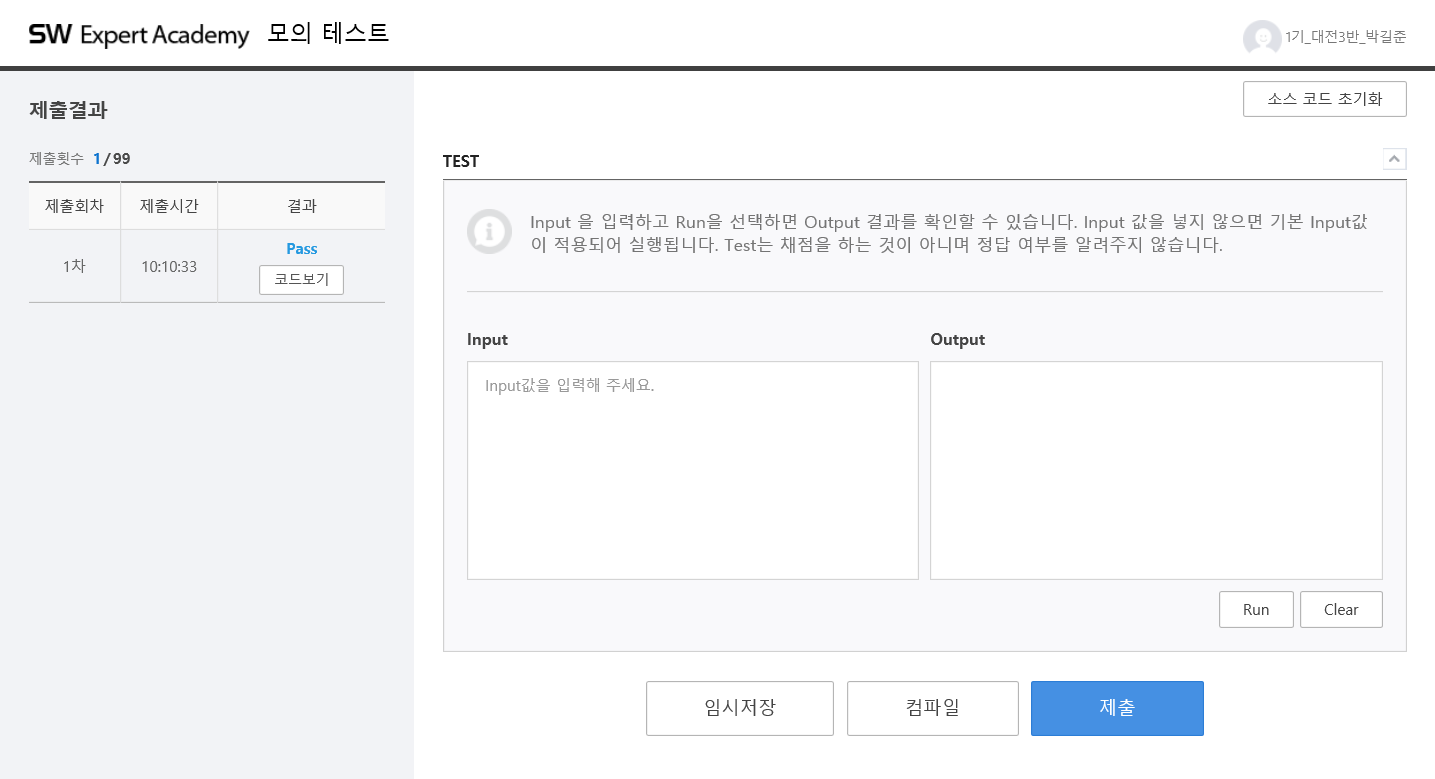 SW Expert Academy 모의 테스트
1기_대전3반_박길준
제출결과
제출횟수 1 / 99
제출회차 제출시간 결과
1차 10:10:33 Pass
코드보기
소스 코드 초기화
TEST
Input 을 입력하고 Run을 선택하면 Output 결과를 확인할 수 있습니다. Input 값을 넣지 않으면 기본 Input값
이 적용되어 실행됩니다. Test는 채점을 하는 것이 아니며 정답 여부를 알려주지 않습니다.
Input Output
Input값을 입력해 주세요.
Run Clear
임시저장 컴파일 제출